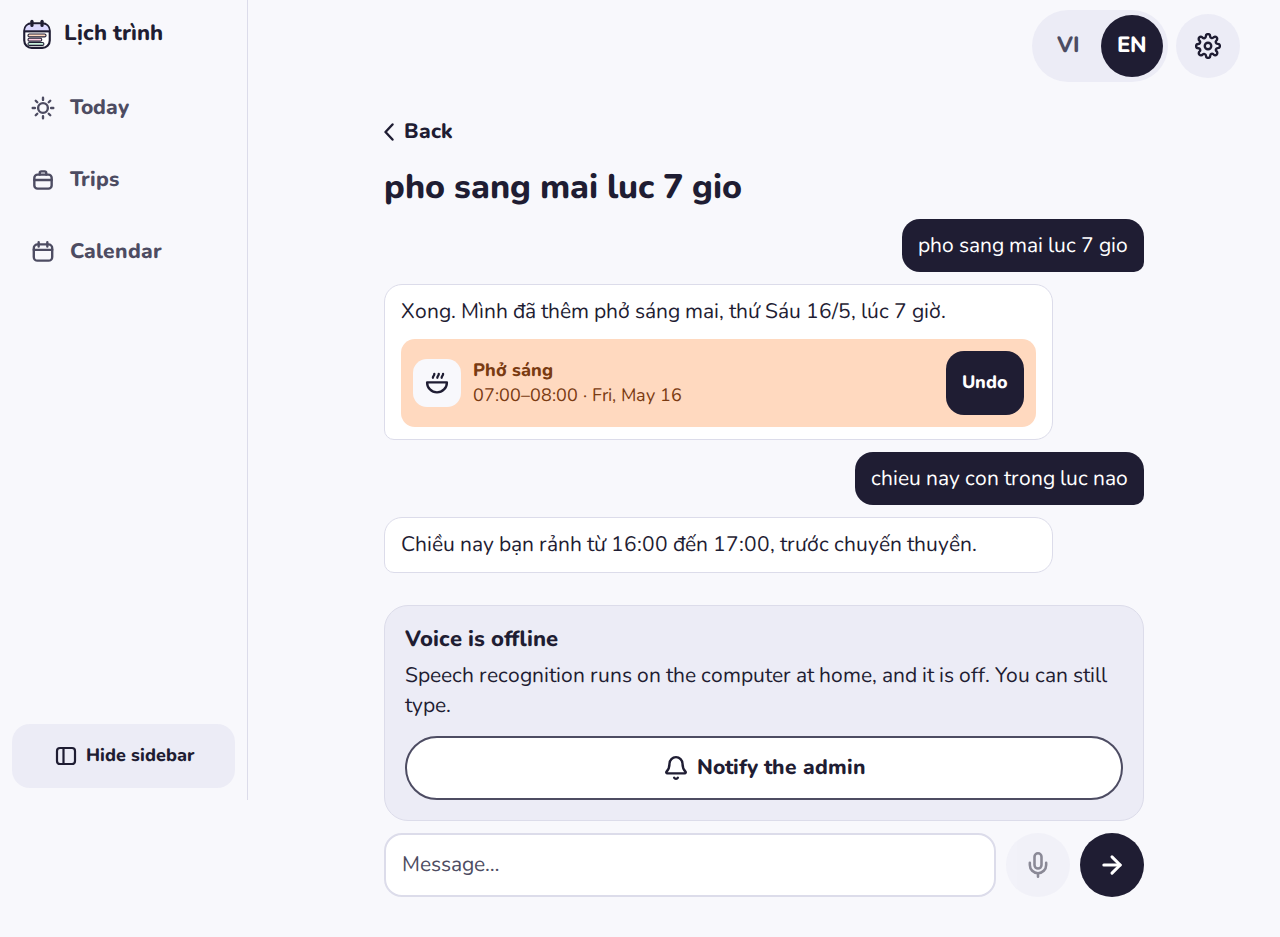 Lịch trình
VI
EN
Today
Trips
Calendar
Hide sidebar
Back
pho sang mai luc 7 gio
pho sang mai luc 7 gio
Xong. Mình đã thêm phở sáng mai, thứ Sáu 16/5, lúc 7 giờ.
Phở sáng
07:00–08:00 · Fri, May 16
Undo
chieu nay con trong luc nao
Chiều nay bạn rảnh từ 16:00 đến 17:00, trước chuyến thuyền.
Voice is offline
Speech recognition runs on the computer at home, and it is off. You can still
type.
Notify the admin
Message...